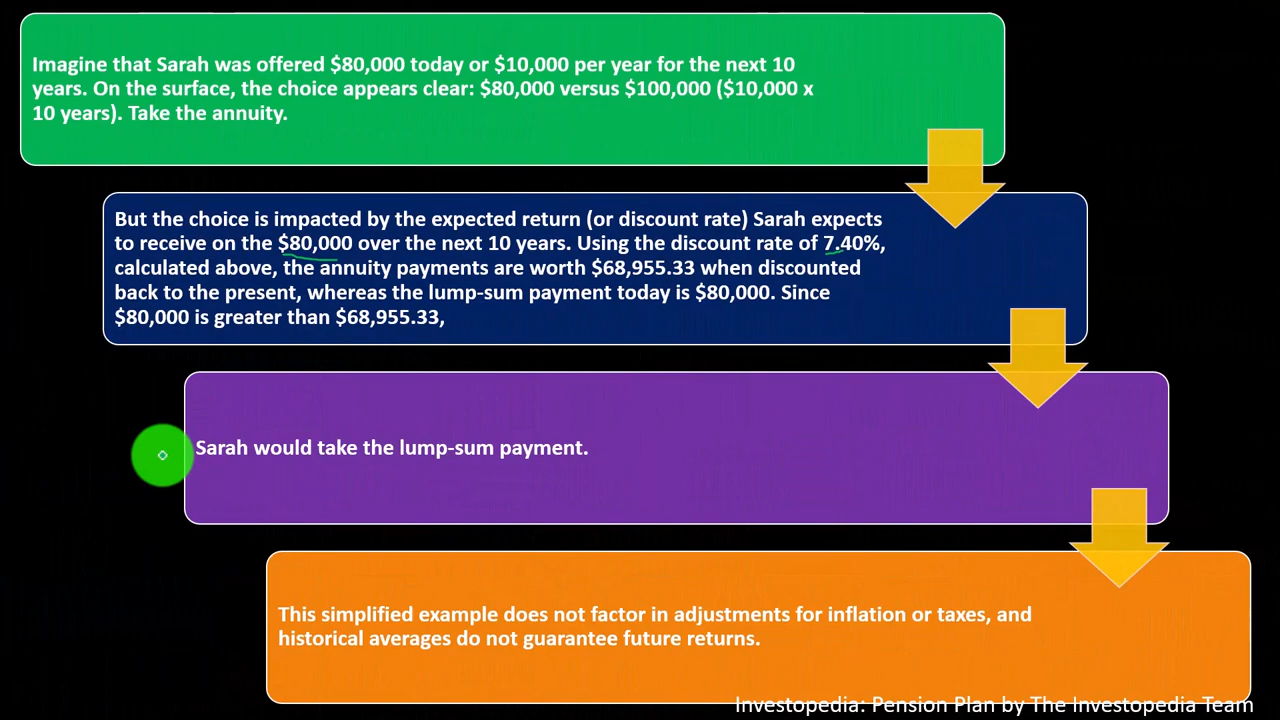 Imagine that Sarah was offered $80,000 today or $10,000 per year for the next 10
years. On the surface, the choice appears clear: $80,000 versus $100,000 ($10,000 x
10 years). Take the annuity.
But the choice is impacted by the expected return (or discount rate) Sarah expects
to receive on the $80,000 over the next 10 years. Using the discount rate of 7.40%,
calculated above, the annuity payments are worth $68,955.33 when discounted
back to the present, whereas the lump-sum payment today is $80,000. Since
$80,000 is greater than $68,955.33,
Sarah would take the lump-sum payment.
This simplified example does not factor in adjustments for inflation or taxes, and
historical averages do not guarantee future returns.
Investopedia: Pension Plan by The Investopedia Team